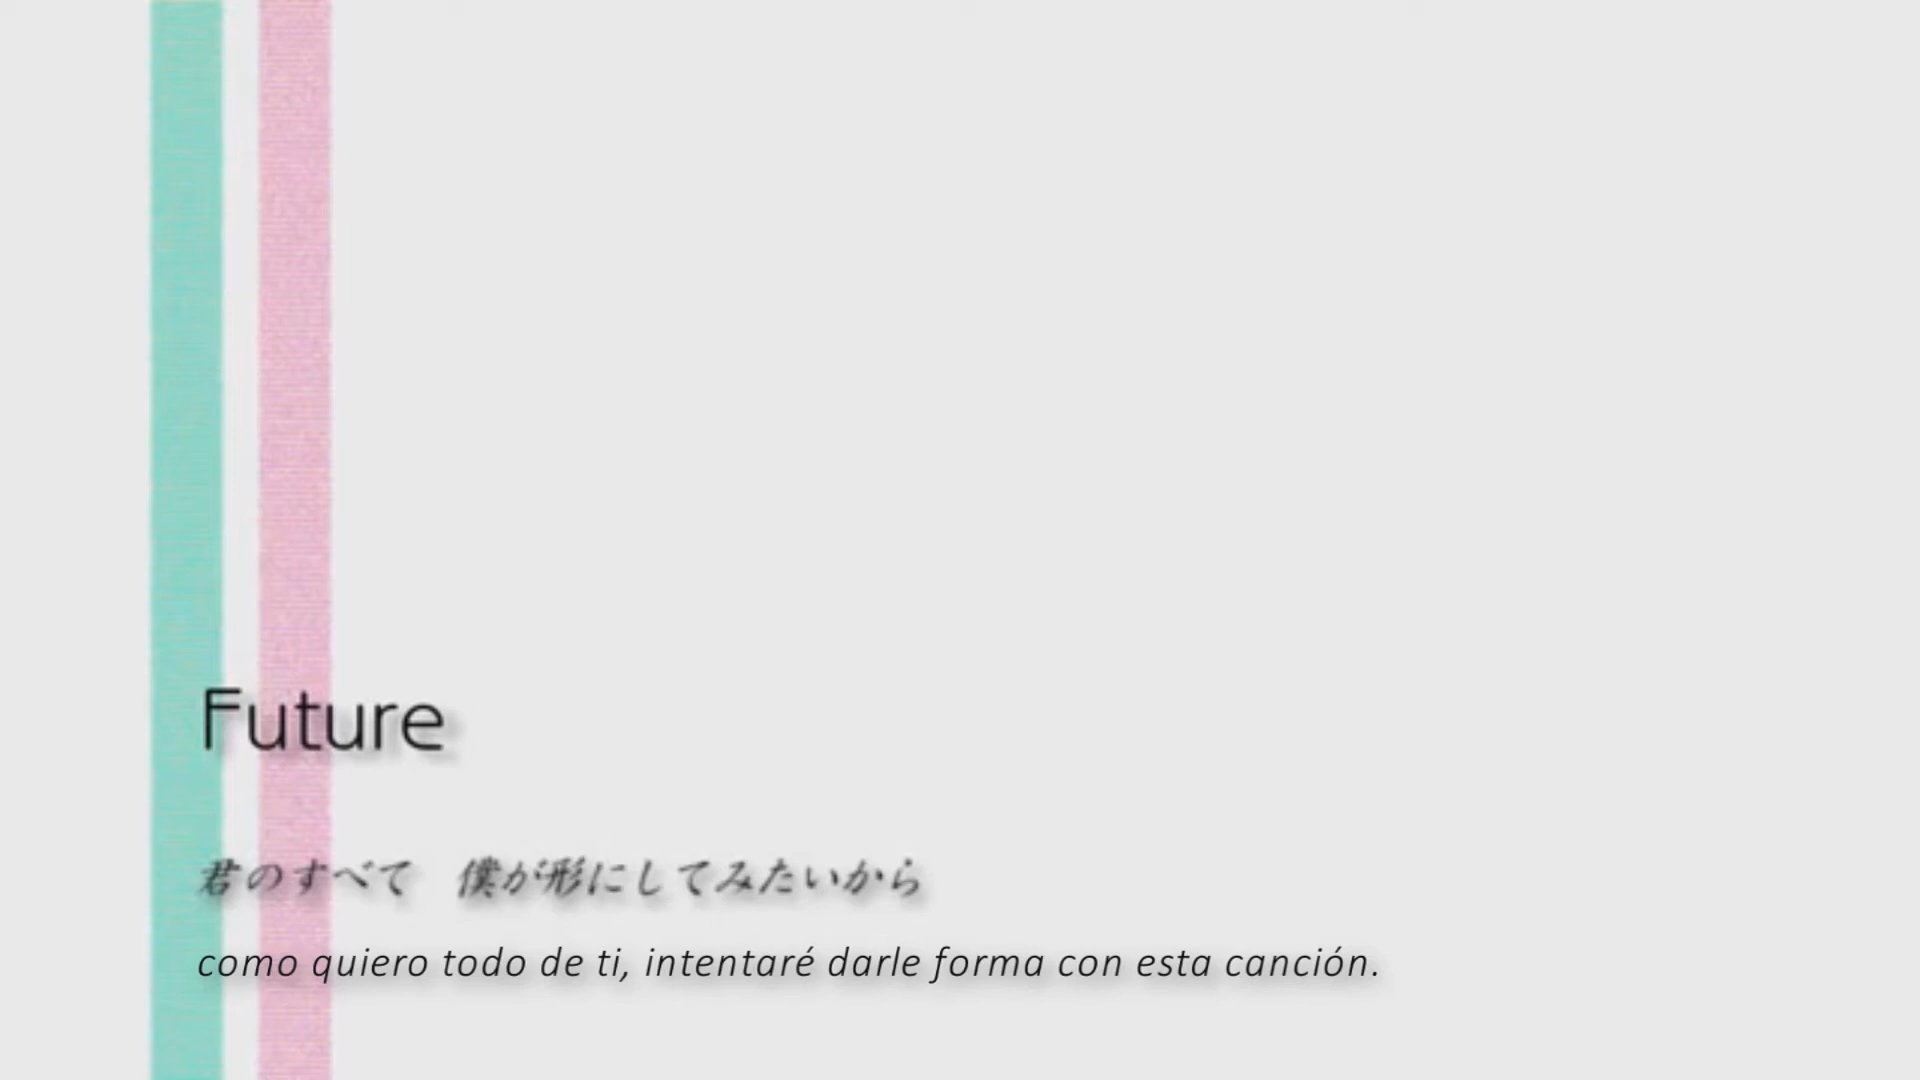 Future
君のすべて　僕が形にしてみたいから
como quiero todo de ti, intentaré darle forma con esta canción.